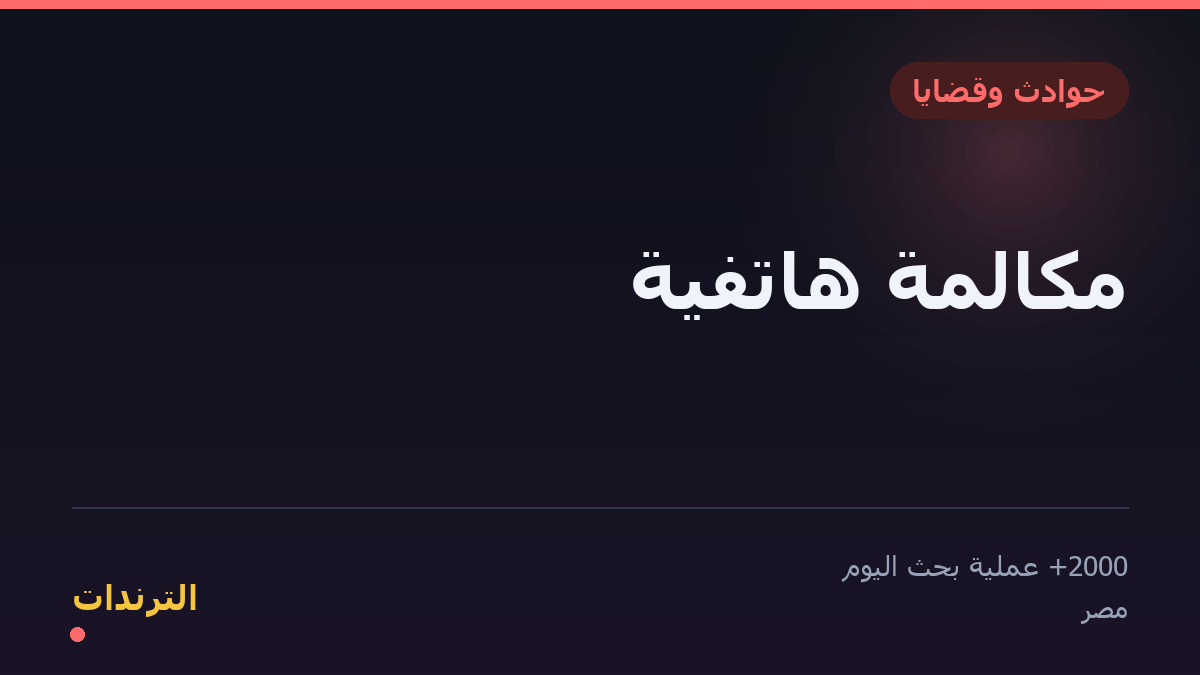 حوادث وقضايا
مكالمة هاتفية
2000+ عملية بحث اليوم
مصر
الترندات